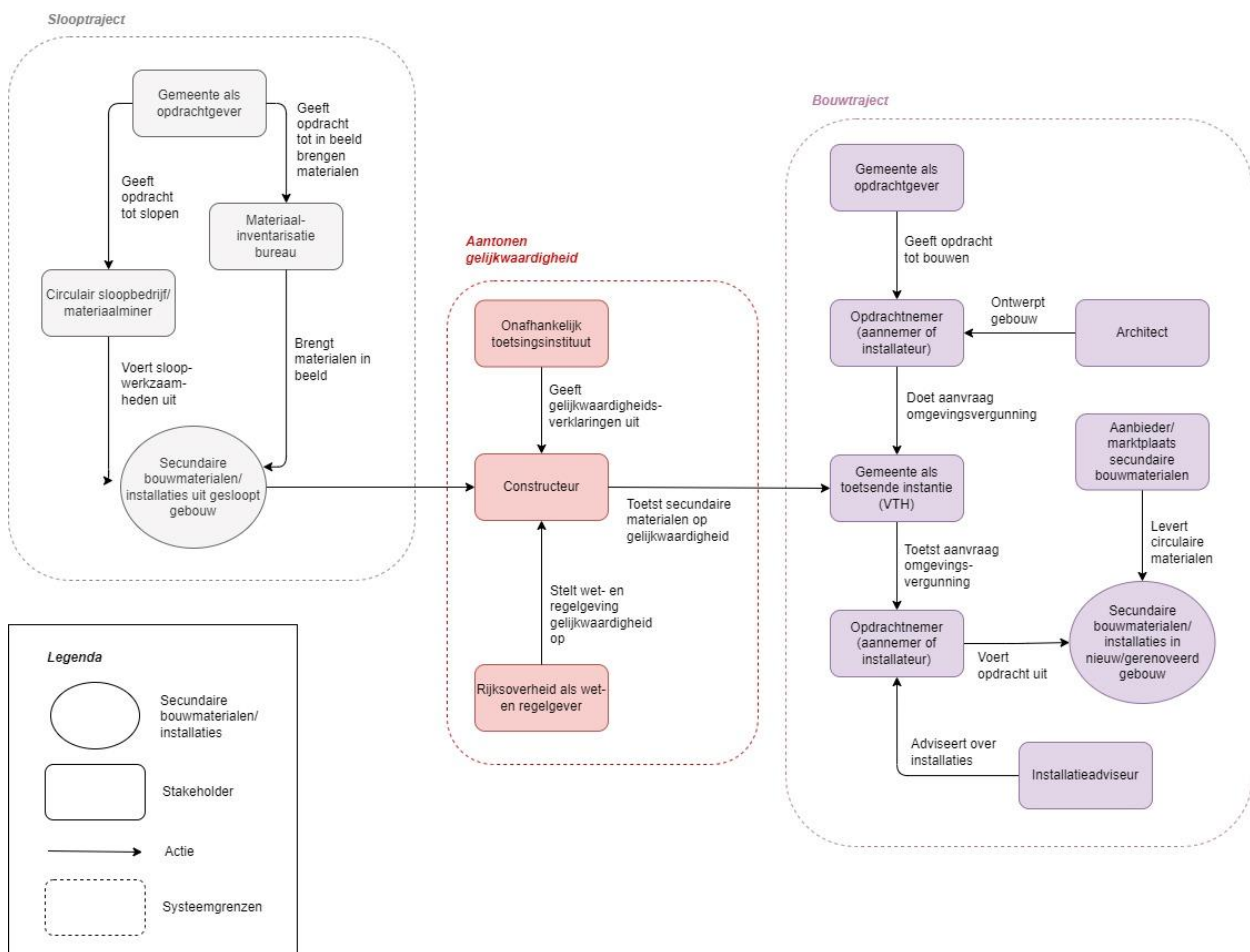 Slooptraject
Gemeente als
opdrachtgever
Geeft
opdracht
tot in beeld
brengen
materialen
Geeft
opdracht
tot slopen
Materiaal-
inventarisatie
bureau
Circulair sloopbedrijf/
materiaalminer
Voert sloop-
werkzaam-
heden uit
Brengt
materialen in
beeld
Secundaire
bouwmaterialen/
installaties uit gesloopt
gebouw
Aantonen
gelijkwaardigheid
Onafhankelijk
toetsingsinstituut
Geeft
gelijkwaardigheids-
verklaringen uit
Constructeur
Toetst secundaire
materialen op
gelijkwaardigheid
Stelt wet- en
regelgeving
gelijkwaardigheid
op
Rijksoverheid als wet-
en regelgever
Bouwtraject
Gemeente als
opdrachtgever
Geeft opdracht
tot bouwen
Opdrachtnemer
(aannemer of
installateur)
Ontwerpt
gebouw
Architect
Doet aanvraag
omgevingsvergunning
Aanbieder/
marktplaats
secundaire
bouwmaterialen
Gemeente als
toetsende instantie
(VTH)
Levert
circulaire
materialen
Toetst aanvraag
omgevings-
vergunning
Opdrachtnemer
(aannemer of
installateur)
Voert
opdracht uit
Secundaire
bouwmaterialen/
installaties in
nieuw/gerenoveerd
gebouw
Adviseert over
installaties
Installatieadviseur
Legenda
Secundaire
bouwmaterialen/
installaties
Stakeholder
Actie
Systeemgrenzen